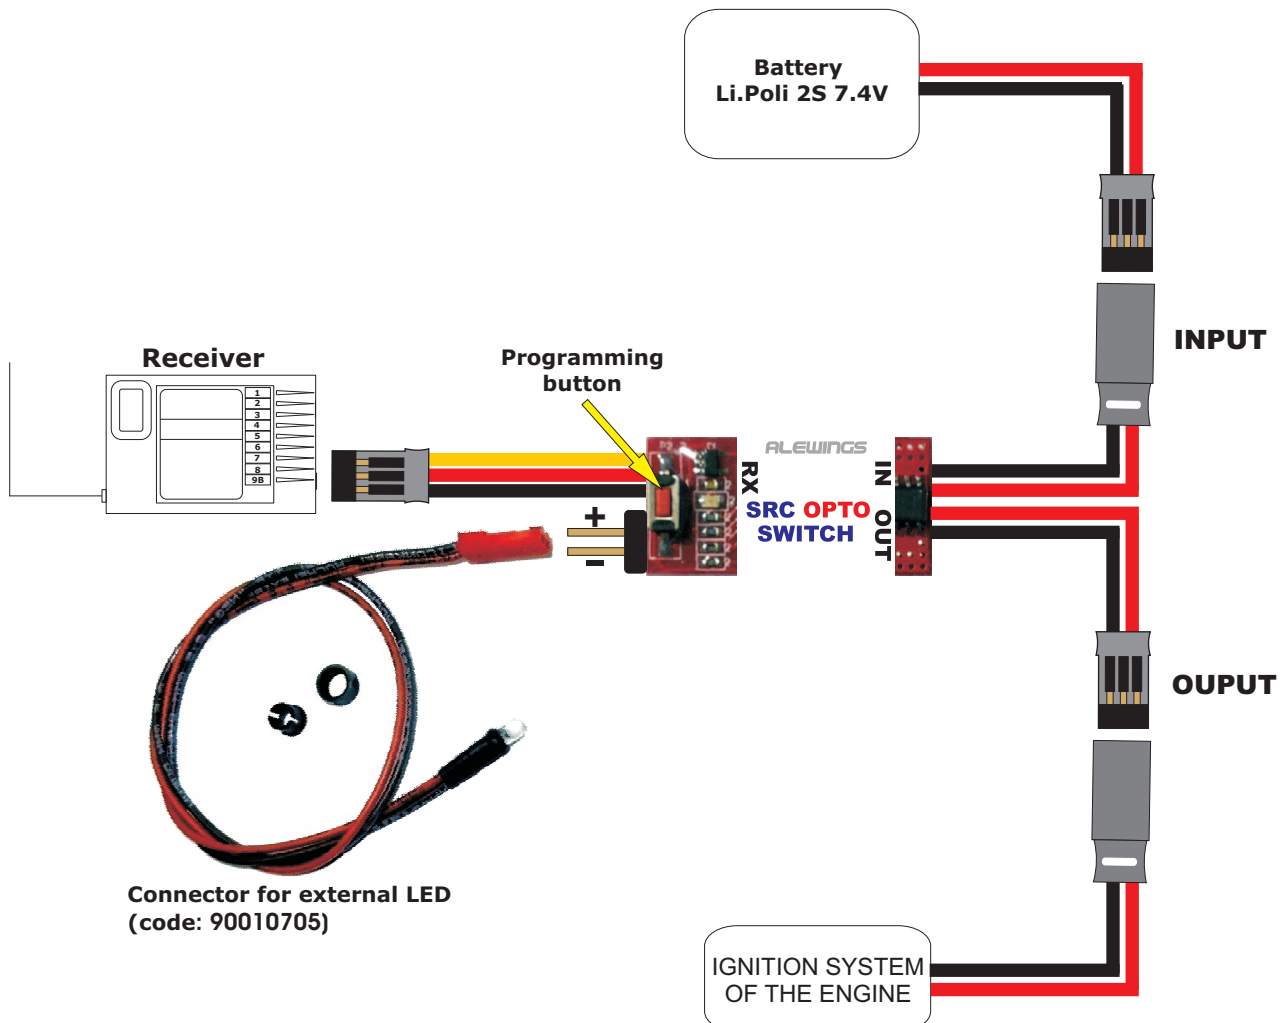 Battery
Li.Poli 2S 7.4V
INPUT
Receiver
1
2
3
4
5
6
7
8
9B
Programming
button
ALEWINGS
RX
SRC OPTO
SWITCH
IN
OUT
+
-
OUPUT
Connector for external LED
(code: 90010705)
IGNITION SYSTEM
OF THE ENGINE